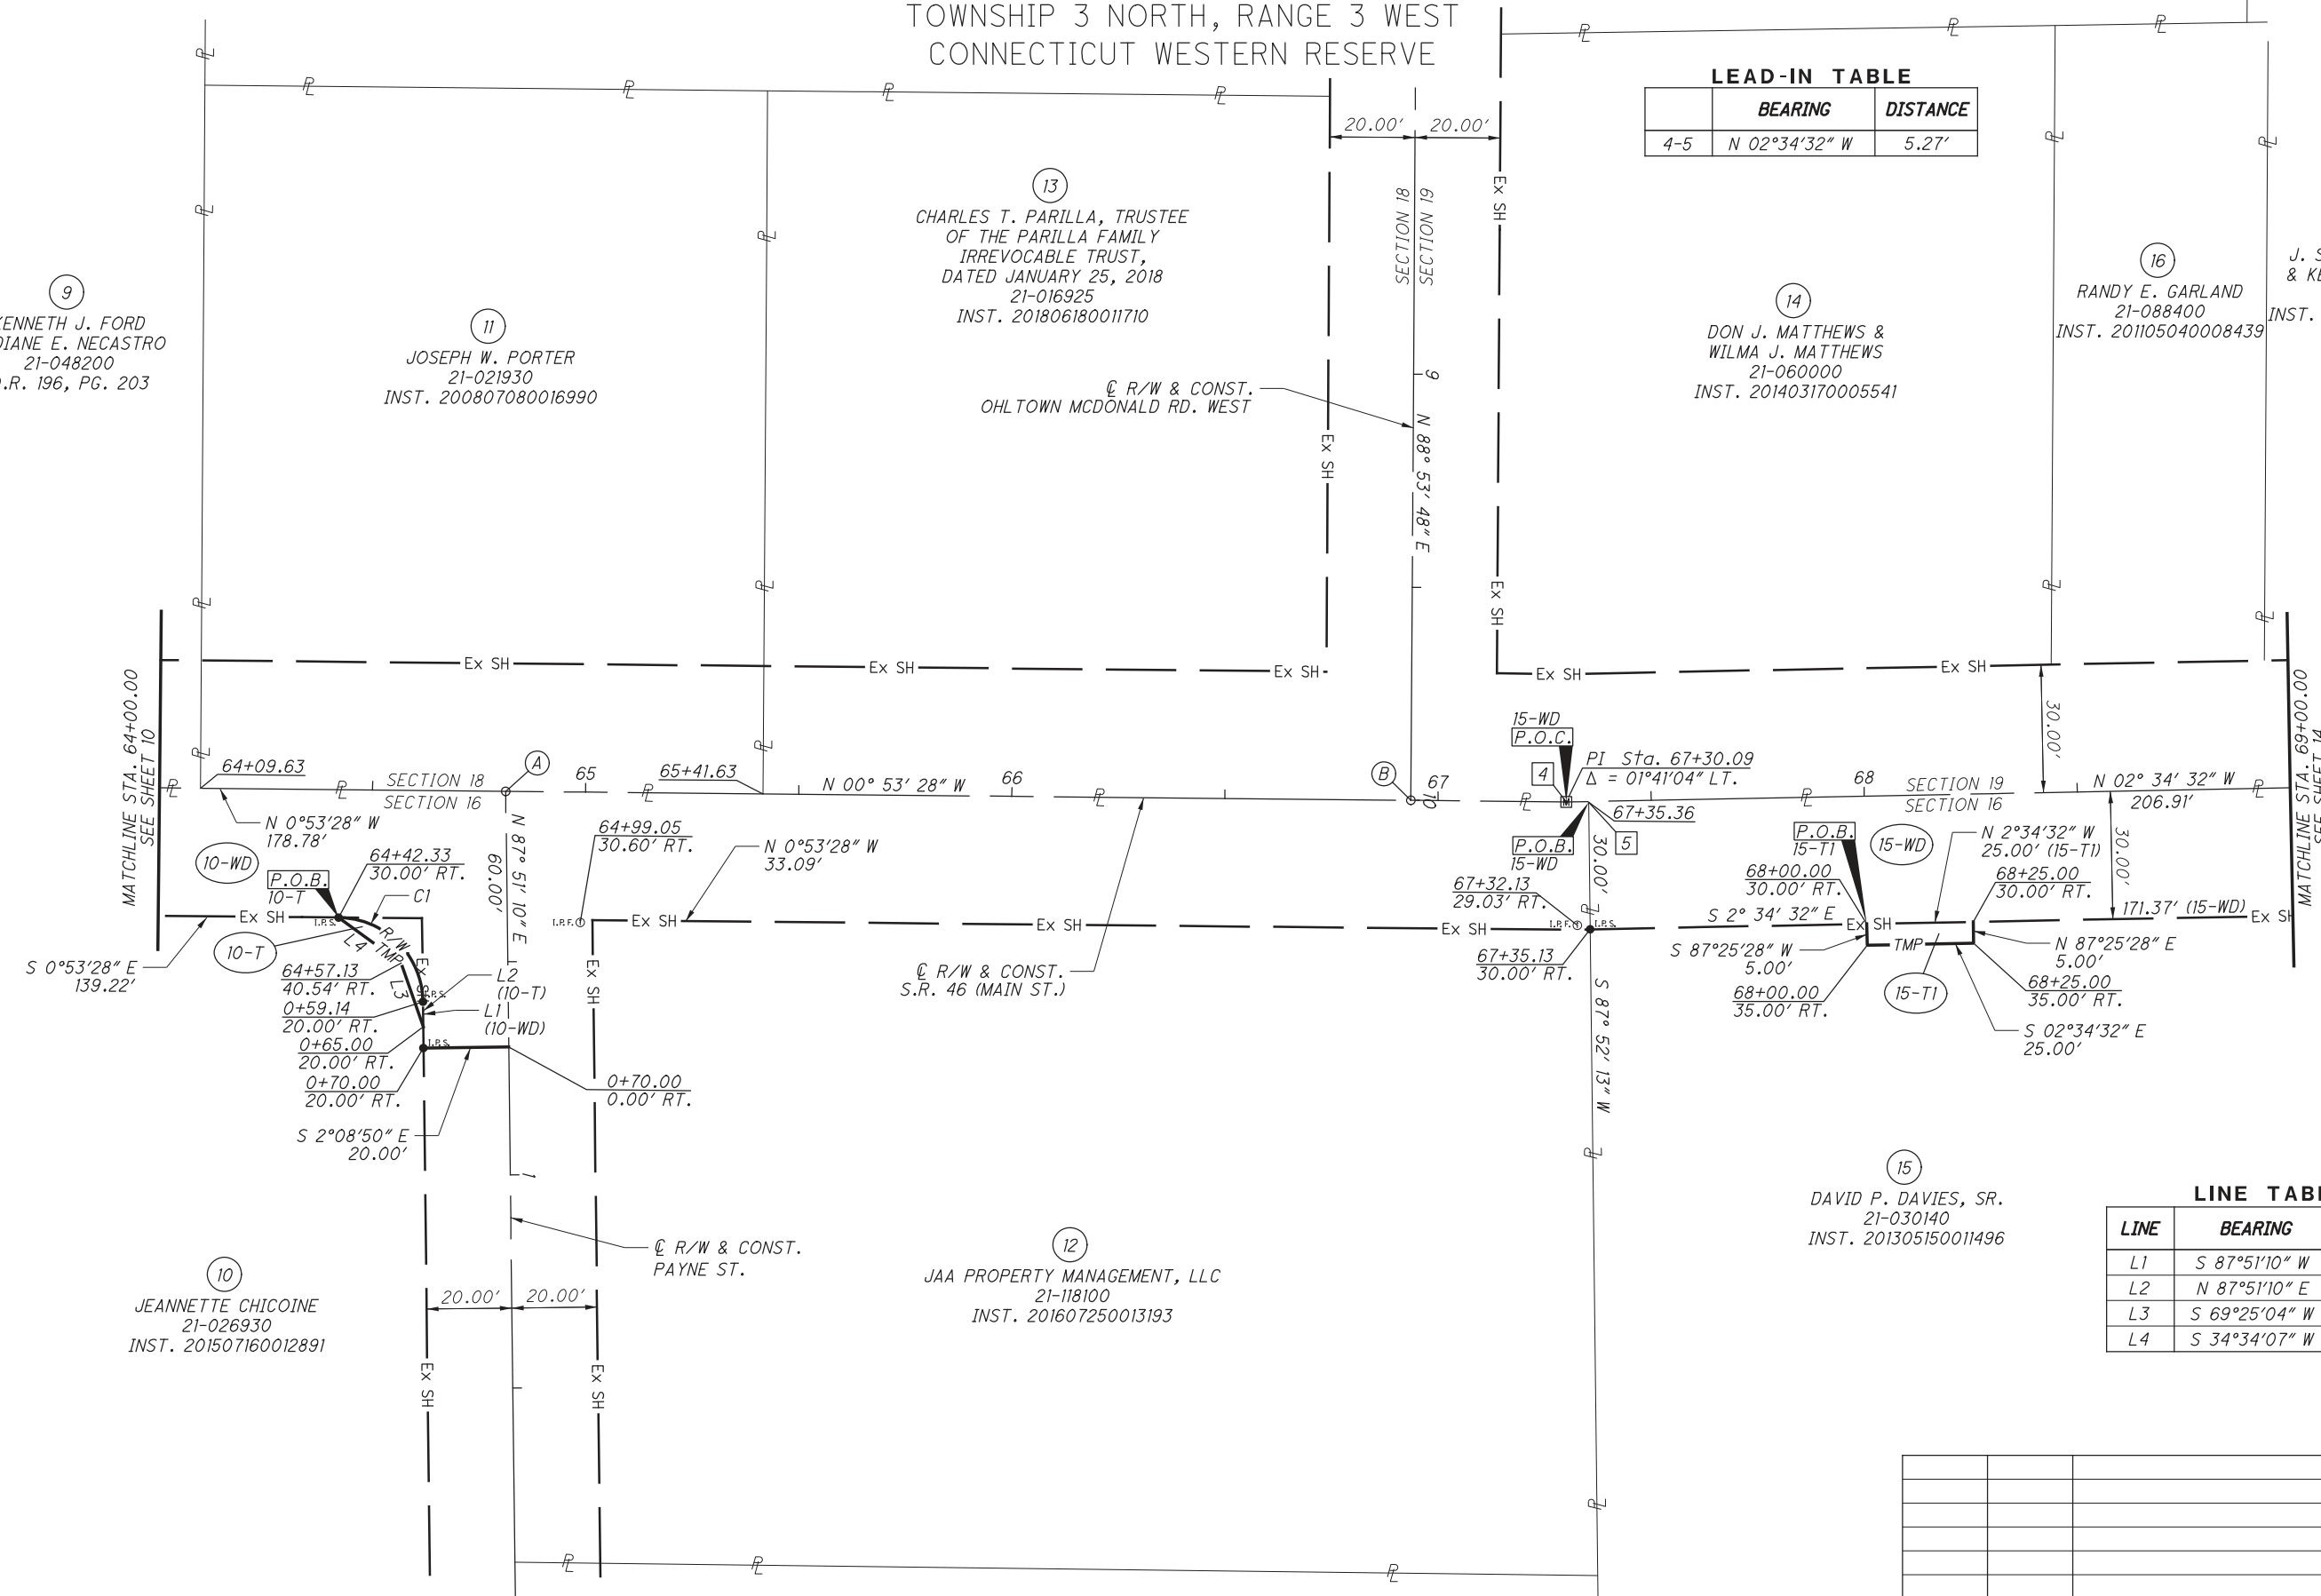 TOWNSHIP 3 NORTH, RANGE 3 WEST
CONNECTICUT WESTERN RESERVE
LEAD-IN TABLE
BEARING DISTANCE
4-5 N 02°34'32" W 5.27'
20.00' 20.00'
SECTION 18
SECTION 19
Ex SH
Ex SH
Ex SH
9
KENNETH J. FORD
DIANE E. NECASTRO
21-048200
.R. 196, PG. 203
11
JOSEPH W. PORTER
21-021930
INST. 200807080016990
13
CHARLES T. PARILLA, TRUSTEE
OF THE PARILLA FAMILY
IRREVOCABLE TRUST,
DATED JANUARY 25, 2018
21-016925
INST. 201806180011710
14
DON J. MATTHEWS &
WILMA J. MATTHEWS
21-060000
INST. 201403170005541
16
RANDY E. GARLAND
21-088400
INST. 201105040008439
J. S
& KE
INST.
℄ R/W & CONST.
OHLTOWN MCDONALD RD. WEST
9
N 88° 53' 48" E
Ex SH Ex SH Ex SH Ex SH Ex SH
MATCHLINE STA. 64+00.00
SEE SHEET 10
MATCHLINE STA. 69+00.00
SEE SHEET 14
64+09.63
SECTION 18
SECTION 16
A
65
65+41.63
N 00° 53' 28" W
66
B
67
10
15-WD
P.O.C.
4
PI Sta. 67+30.09
Δ = 01°41'04" LT.
67+35.36
5
P.O.B.
15-WD
68
SECTION 19
SECTION 16
N 02° 34' 32" W
206.91'
30.00'
30.00'
30.00'
N 0°53'28" W
178.78'
10-WD
P.O.B.
10-T
64+42.33
30.00' RT.
C1
N 87° 51' 10" E
60.00'
64+99.05
30.60' RT.
N 0°53'28" W
33.09'
I.P.S.
I.P.F.
Ex SH Ex SH Ex SH Ex SH
I.P.F.
I.P.S.
67+32.13
29.03' RT.
67+35.13
30.00' RT.
P.O.B.
15-T1
15-WD
N 2°34'32" W
25.00' (15-T1)
68+00.00
30.00' RT.
68+25.00
30.00' RT.
S 2° 34' 32" E
Ex SH
171.37' (15-WD)
Ex SH
S 87°25'28" W
5.00'
TMP
N 87°25'28" E
5.00'
68+00.00
35.00' RT.
15-T1
68+25.00
35.00' RT.
S 02°34'32" E
25.00'
S 0°53'28" E
139.22'
10-T
L4
TMP
R/W
L3
Ex S
I.P.S.
64+57.13
40.54' RT.
0+59.14
20.00' RT.
0+65.00
20.00' RT.
0+70.00
20.00' RT.
L2
(10-T)
L1
(10-WD)
I.P.S.
0+70.00
0.00' RT.
S 2°08'50" E
20.00'
Ex SH
℄ R/W & CONST.
S.R. 46 (MAIN ST.)
S 87° 52' 13" W
1
℄ R/W & CONST.
PAYNE ST.
20.00' 20.00'
Ex SH
Ex SH
10
JEANNETTE CHICOINE
21-026930
INST. 201507160012891
12
JAA PROPERTY MANAGEMENT, LLC
21-118100
INST. 201607250013193
15
DAVID P. DAVIES, SR.
21-030140
INST. 201305150011496
LINE TABL
LINE BEARING
L1 S 87°51'10" W
L2 N 87°51'10" E
L3 S 69°25'04" W
L4 S 34°34'07" W